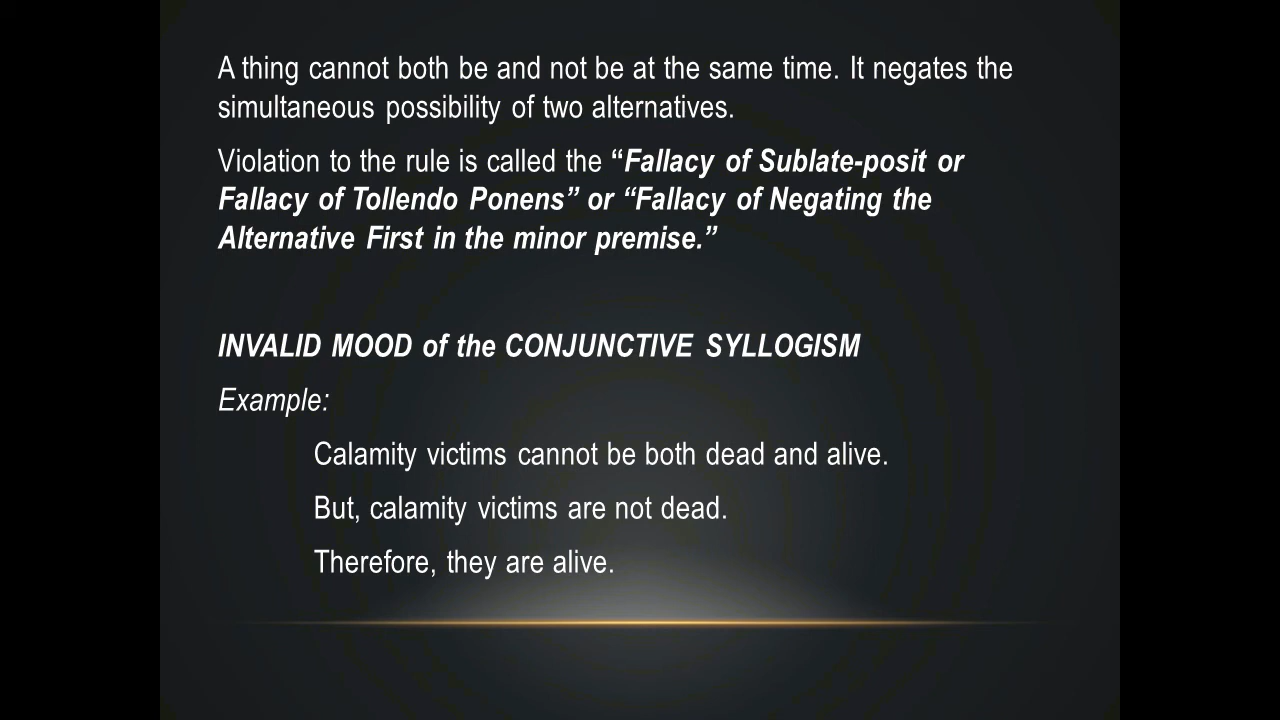 A thing cannot both be and not be at the same time. It negates the
simultaneous possibility of two alternatives.
Violation to the rule is called the “Fallacy of Sublate-posit or
Fallacy of Tollendo Ponens” or “Fallacy of Negating the
Alternative First in the minor premise.”
INVALID MOOD of the CONJUNCTIVE SYLLOGISM
Example:
Calamity victims cannot be both dead and alive.
But, calamity victims are not dead.
Therefore, they are alive.